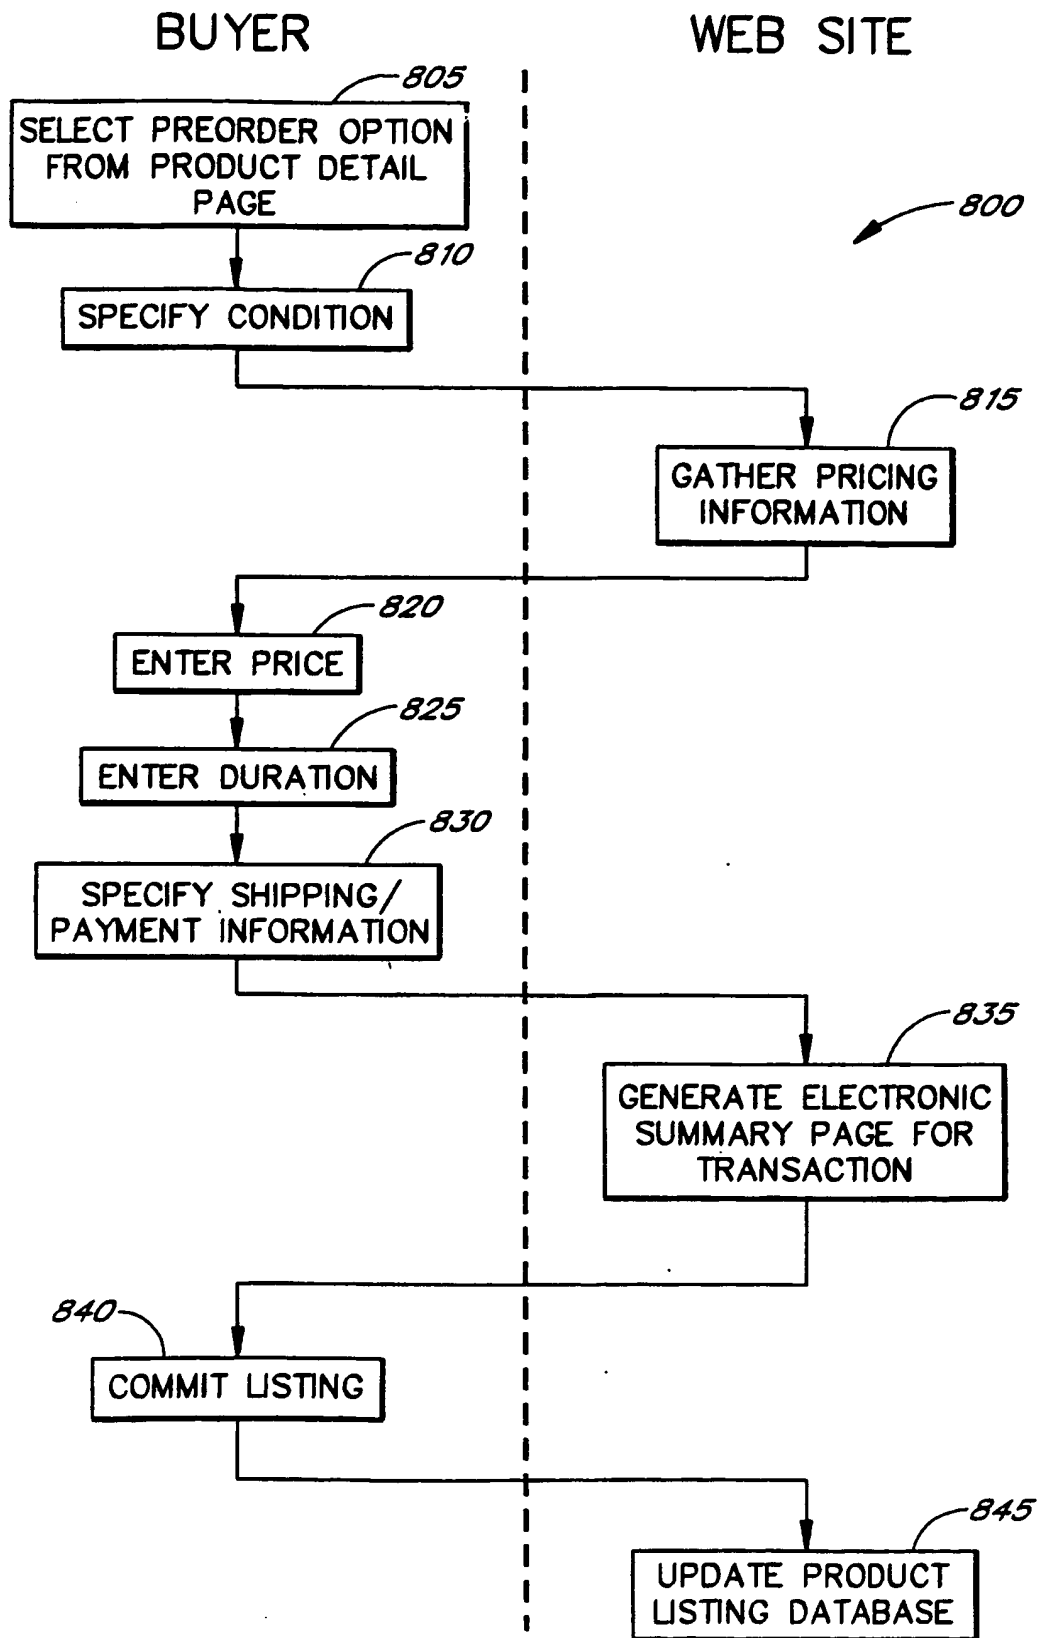 BUYER
WEB SITE
805
SELECT PREORDER OPTION
FROM PRODUCT DETAIL
PAGE
800
810
SPECIFY CONDITION
815
GATHER PRICING
INFORMATION
820
ENTER PRICE
825
ENTER DURATION
830
SPECIFY SHIPPING/
PAYMENT INFORMATION
835
GENERATE ELECTRONIC
SUMMARY PAGE FOR
TRANSACTION
840
COMMIT LISTING
845
UPDATE PRODUCT
LISTING DATABASE